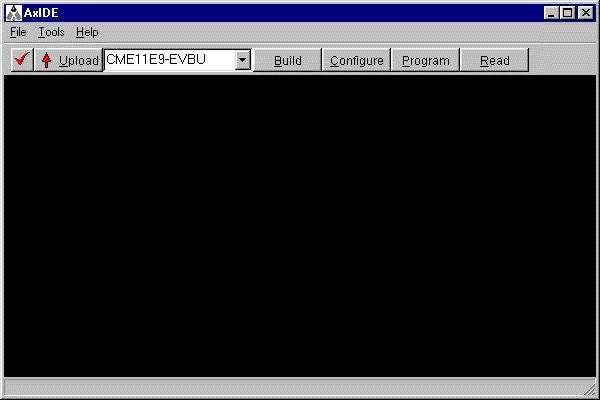 AxIDE
File Tools Help
Upload CME11E9-EVBU Build Configure Program Read